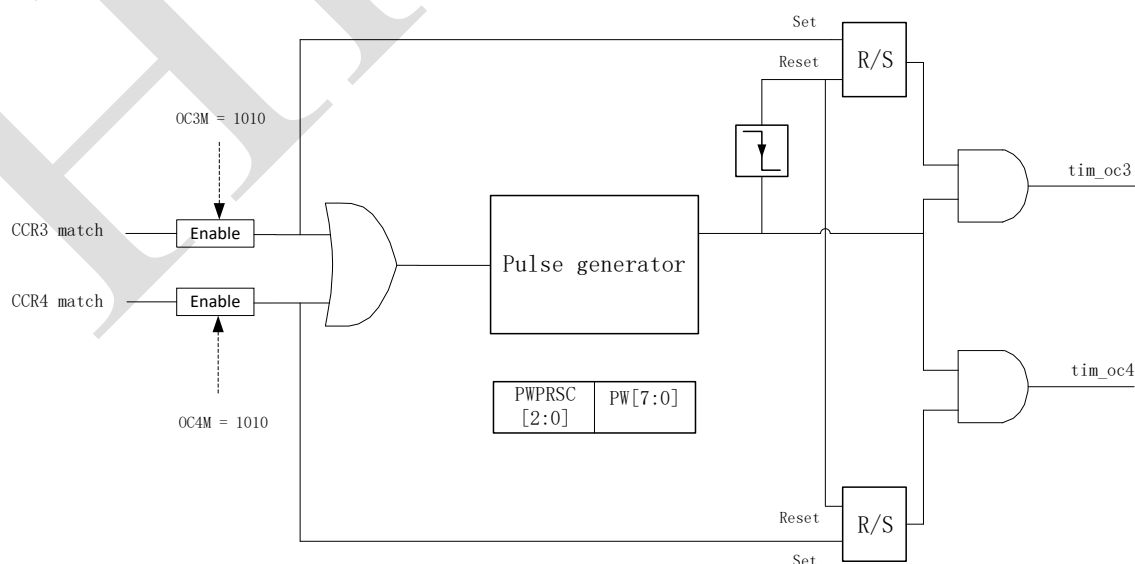 Set
R/S
Reset
OC3M = 1010
tim_oc3
CCR3 match
Enable
Pulse generator
CCR4 match
Enable
tim_oc4
PWPRSC
[2:0]
PW[7:0]
OC4M = 1010
Reset
R/S
Set